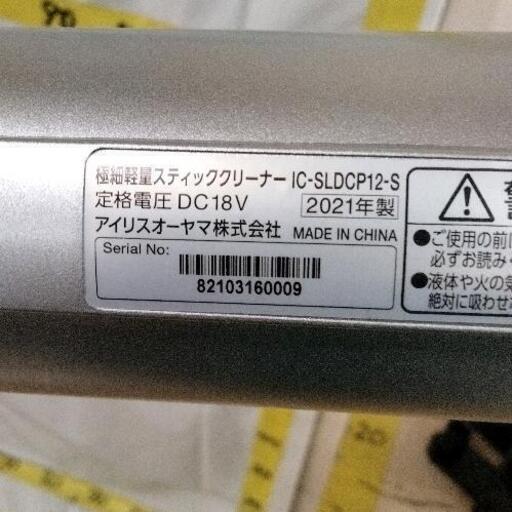 極細軽量スティッククリーナー IC-SLDCP12-S
定格電圧 DC18V 2021年製
アイリスオーヤマ株式会社 MADE IN CHINA
Serial No:
82103160009
●ご使用の前に
必ずお読み
●液体や火の気
絶対に吸わせ
20